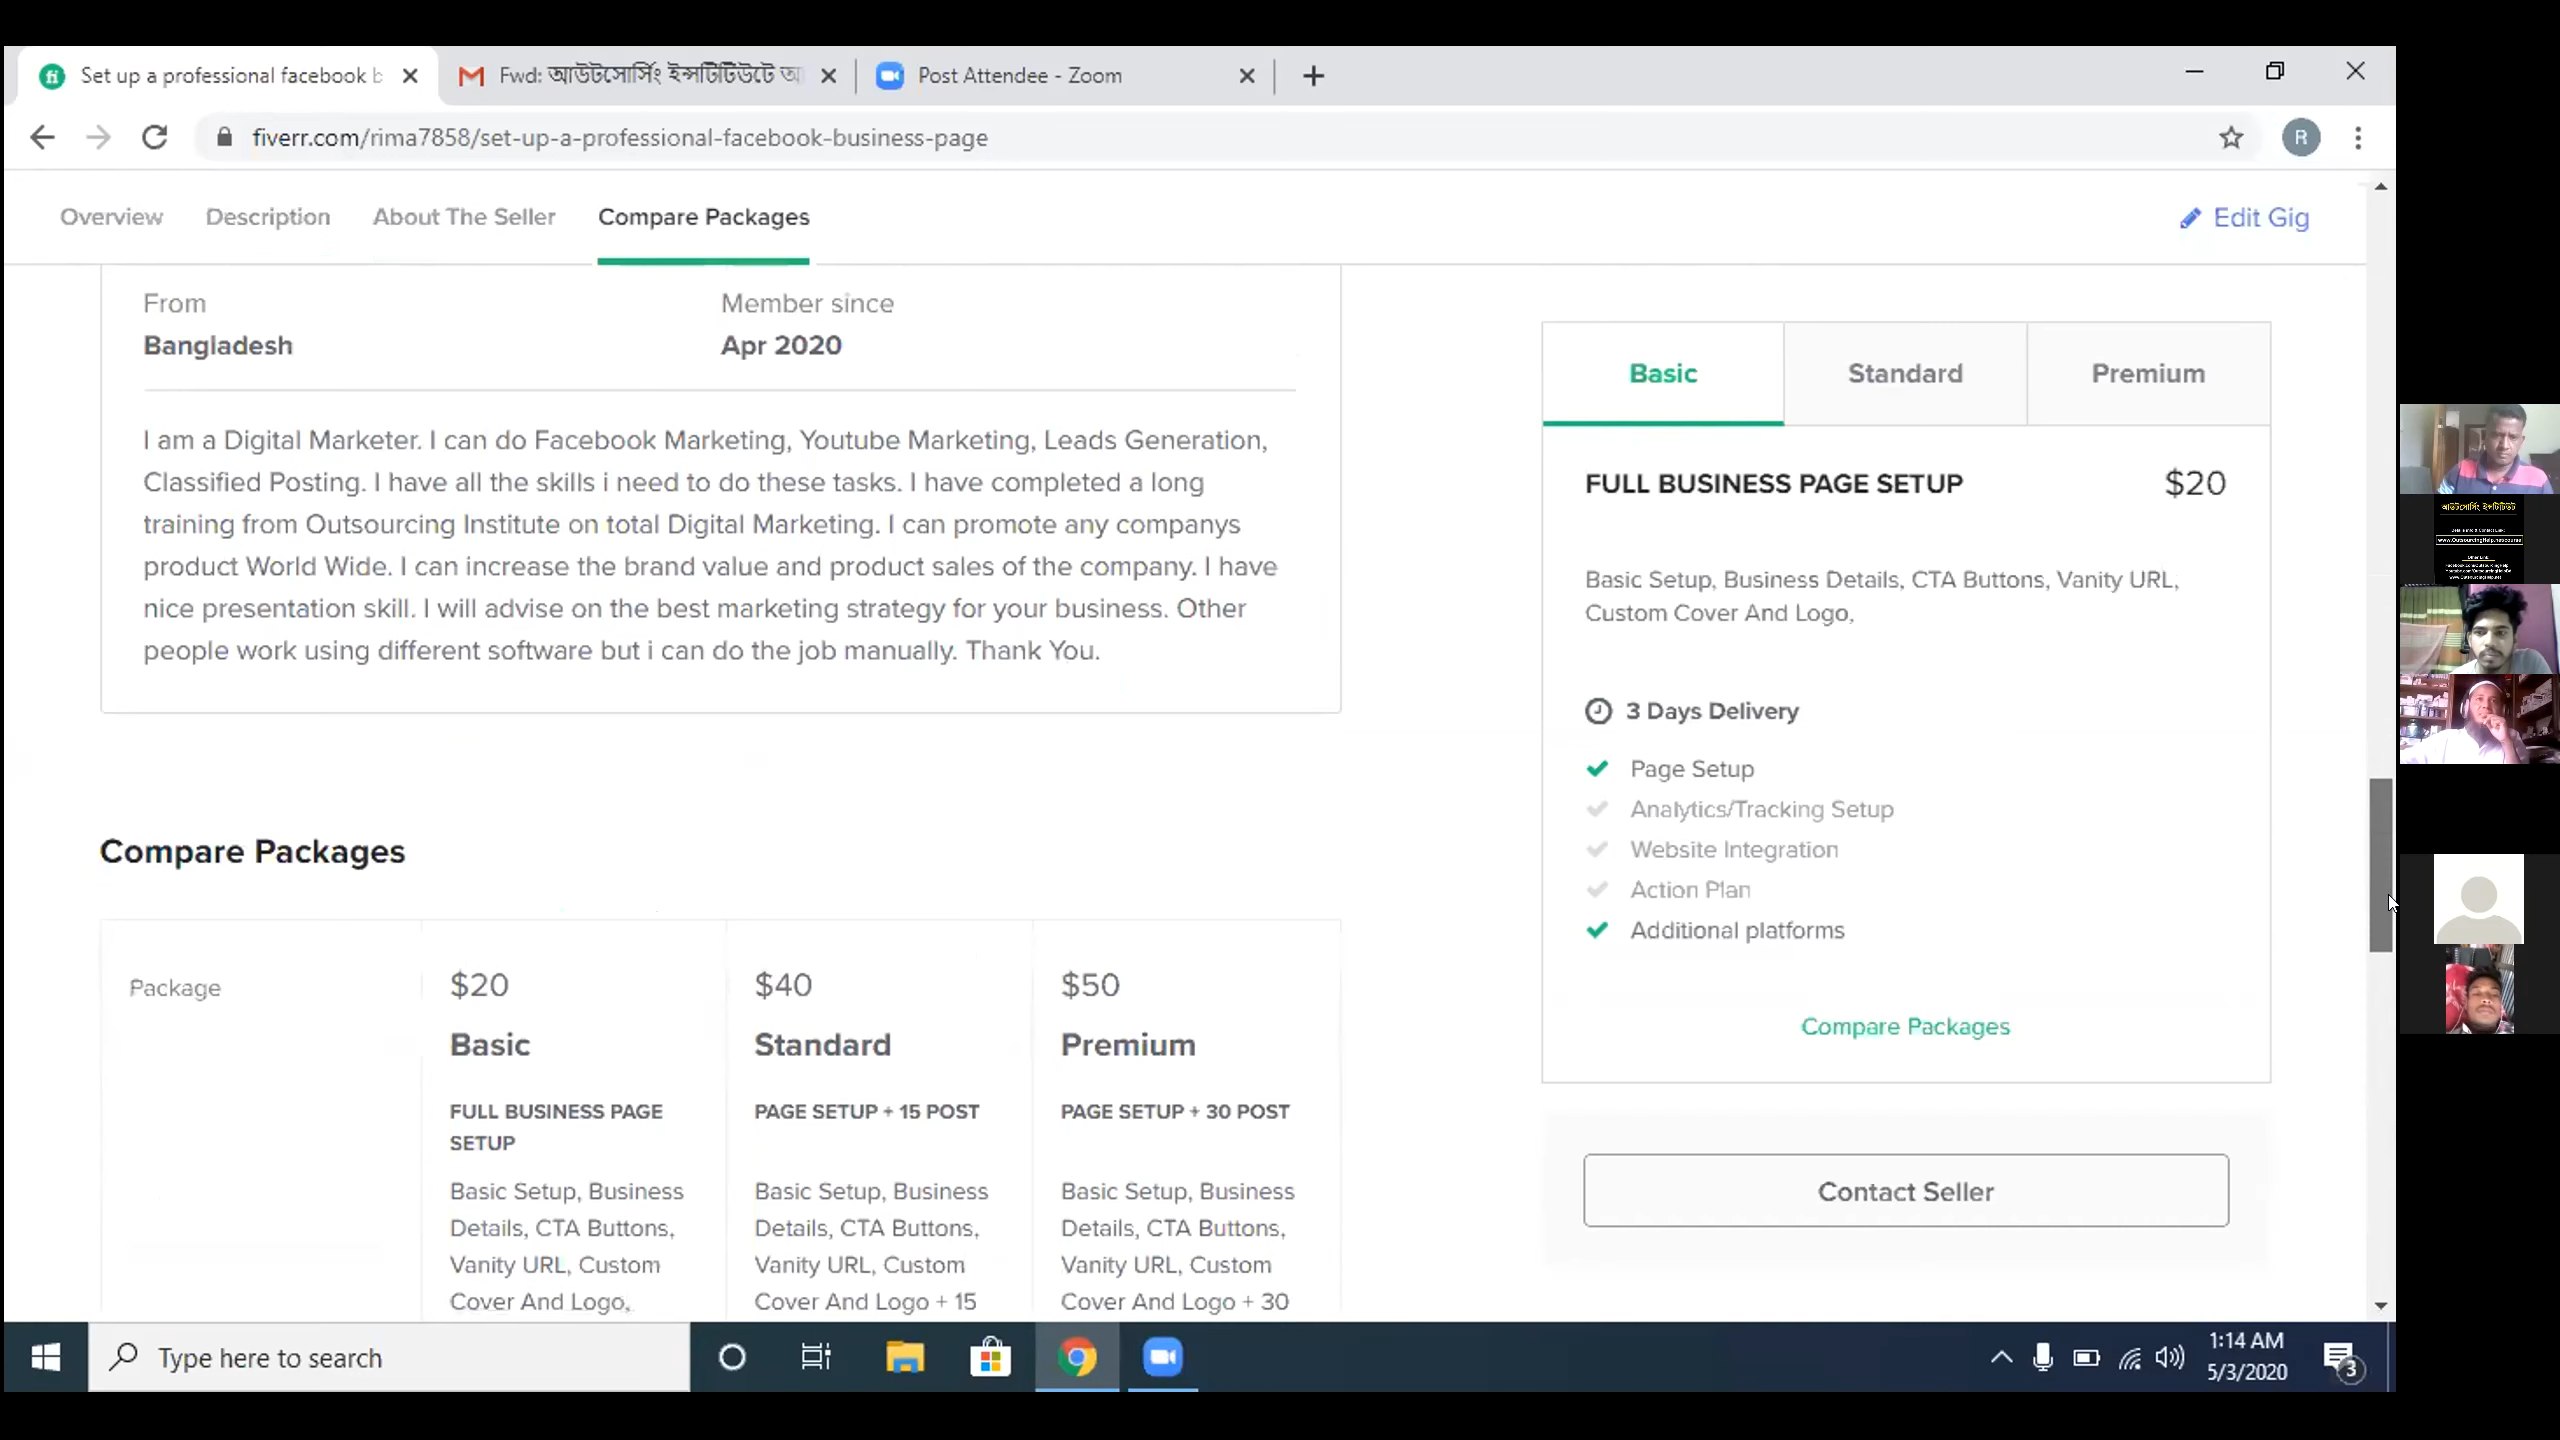 Set up a professional facebook b
Fwd: আউটসোর্সিং ইন্সটিটিউটে অ
Post Attendee - Zoom
fiverr.com/rima7858/set-up-a-professional-facebook-business-page
R
Overview
Description
About The Seller
Compare Packages
Edit Gig
From
Member since
Bangladesh
Apr 2020
I am a Digital Marketer. I can do Facebook Marketing, Youtube Marketing, Leads Generation,
Classified Posting. I have all the skills i need to do these tasks. I have completed a long
training from Outsourcing Institute on total Digital Marketing. I can promote any companys
product World Wide. I can increase the brand value and product sales of the company. I have
nice presentation skill. I will advise on the best marketing strategy for your business. Other
people work using different software but i can do the job manually. Thank You.
Compare Packages
Package
$20
Basic
FULL BUSINESS PAGE
SETUP
Basic Setup, Business
Details, CTA Buttons,
Vanity URL, Custom
Cover And Logo,
$40
Standard
PAGE SETUP + 15 POST
Basic Setup, Business
Details, CTA Buttons,
Vanity URL, Custom
Cover And Logo + 15
$50
Premium
PAGE SETUP + 30 POST
Basic Setup, Business
Details, CTA Buttons,
Vanity URL, Custom
Cover And Logo + 30
Basic
Standard
Premium
FULL BUSINESS PAGE SETUP
$20
Basic Setup, Business Details, CTA Buttons, Vanity URL,
Custom Cover And Logo,
3 Days Delivery
Page Setup
Analytics/Tracking Setup
Website Integration
Action Plan
Additional platforms
Compare Packages
Contact Seller
আউটসোর্সিং ইন্সটিটিউট
Type here to search
1:14 AM
5/3/2020
3